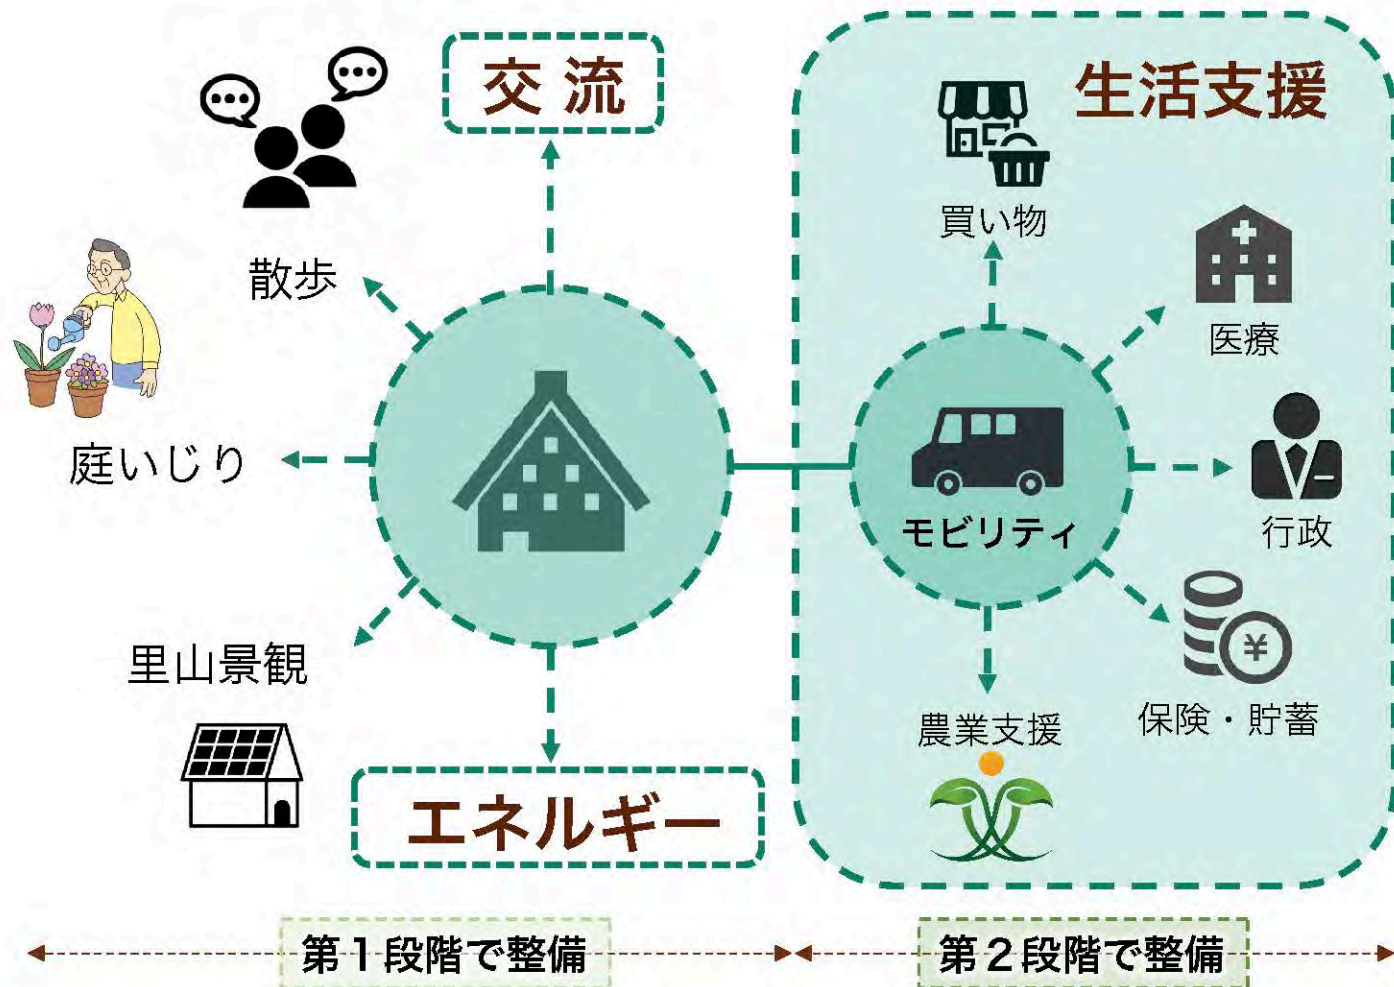 交流
生活支援
買い物
散歩
医療
庭いじり
モビリティ
行政
里山景観
農業支援
保険・貯蓄
¥
エネルギー
第1段階で整備
第2段階で整備